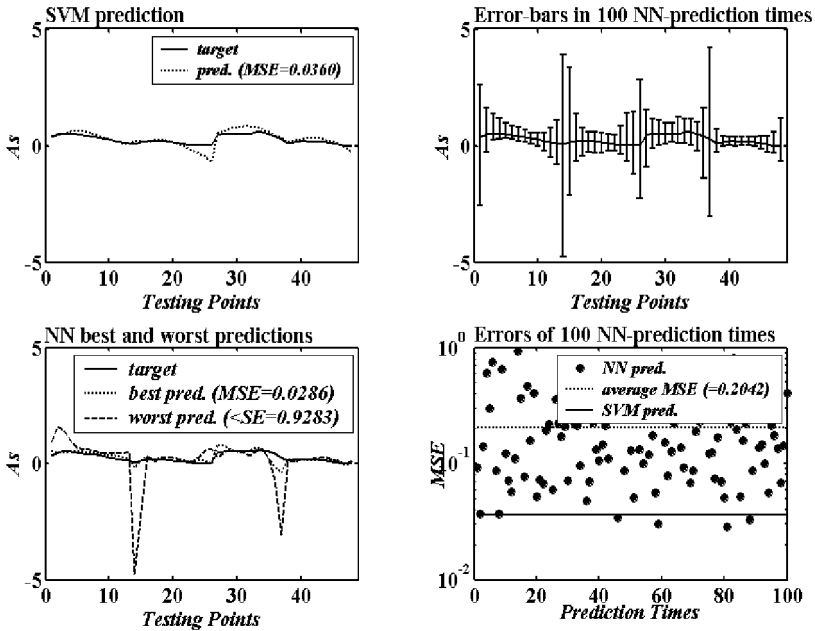 SVM prediction
5
0
-5
As
target
pred. (MSE=0.0360)
0 10 20 30 40
Testing Points
Error-bars in 100 NN-prediction times
5
0
-5
As
0 10 20 30 40
Testing Points
NN best and worst predictions
5
0
-5
As
target
best pred. (MSE=0.0286)
worst pred. (<SE=0.9283)
0 10 20 30 40
Testing Points
Errors of 100 NN-prediction times
10^0
10^-1
10^-2
MSE
NN pred.
average MSE (=0.2042)
SVM pred.
0 20 40 60 80 100
Prediction Times